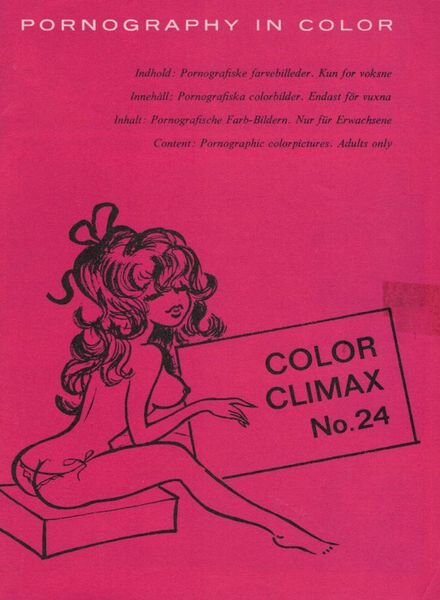 PORNOGRAPHY IN COLOR
Indhold: Pornografiske farvebilleder. Kun for voksne
Innehåll: Pornografiska colorbilder. Endast för vuxna
Inhalt: Pornografische Farb-Bildern. Nur für Erwachsene
Content: Pornographic colorpictures. Adults only
COLOR
CLIMAX
No. 24